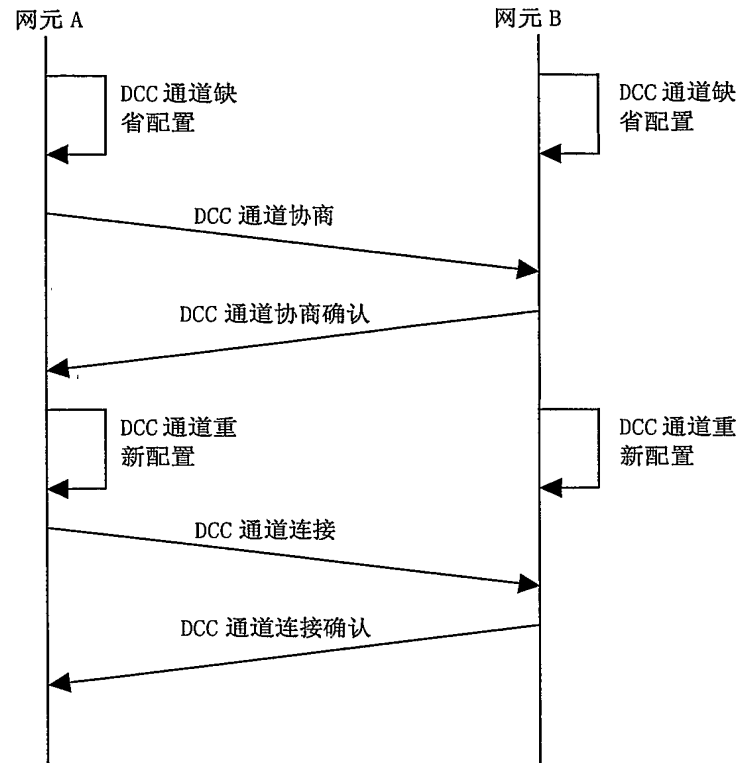 网元 A
网元 B
DCC 通道缺
省配置
DCC 通道缺
省配置
DCC 通道协商
DCC 通道协商确认
DCC 通道重
新配置
DCC 通道重
新配置
DCC 通道连接
DCC 通道连接确认